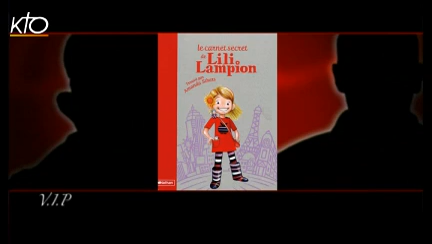 kto
le carnet secret
de Lili
Lampion
V.I.P